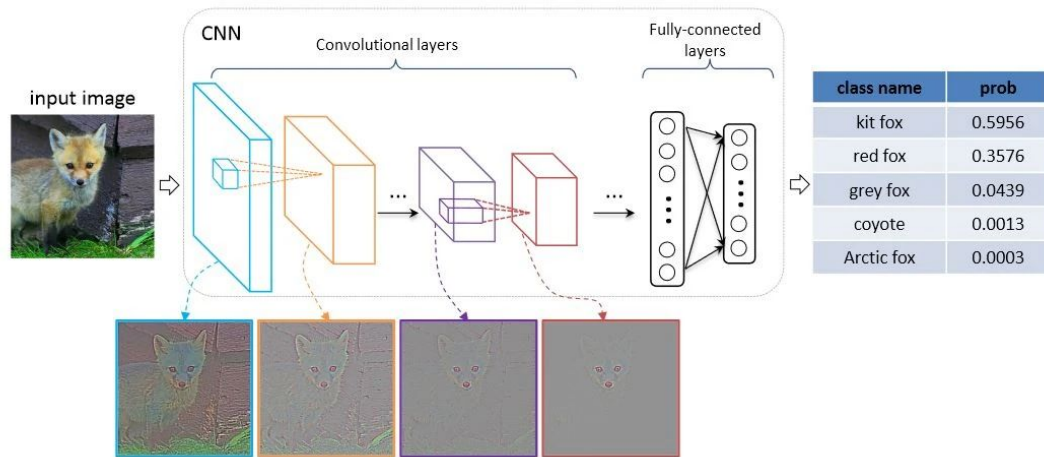 CNN
Convolutional layers
Fully-connected
layers
input image
...
...
class name prob
kit fox 0.5956
red fox 0.3576
grey fox 0.0439
coyote 0.0013
Arctic fox 0.0003